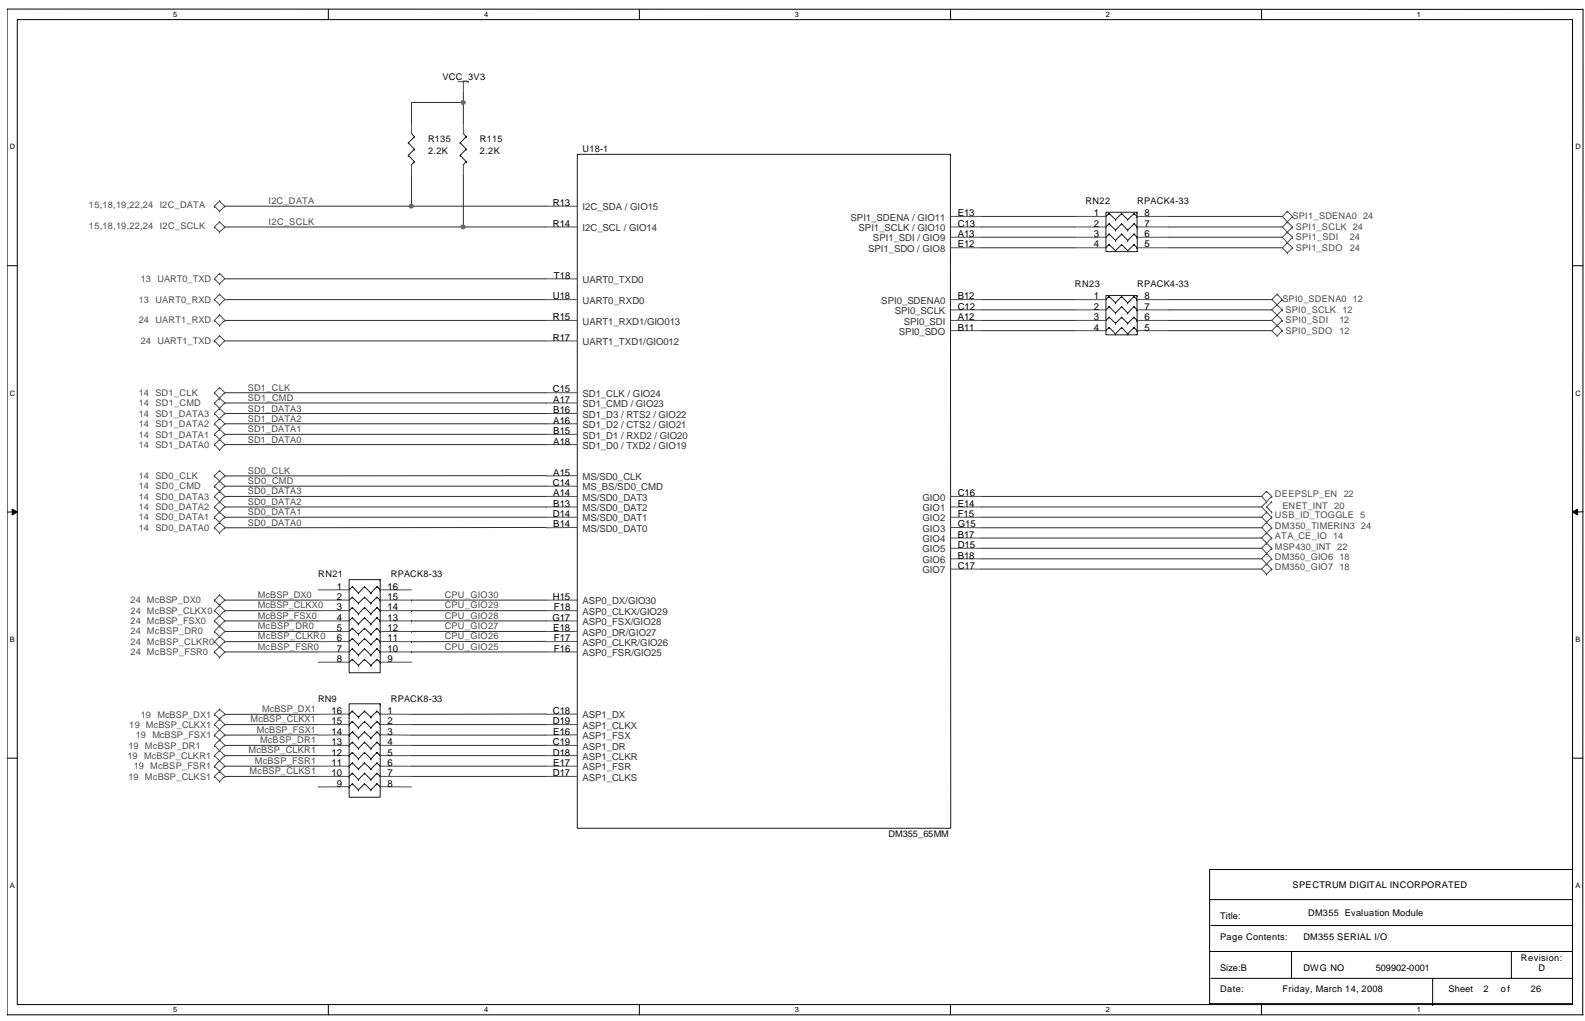 5 4 3 2 1
D D
C C
B B
A A
VCC_3V3
R135 2.2K
R115 2.2K
U18-1
15,18,19,22,24 I2C_DATA I2C_DATA R13 I2C_SDA / GIO15
15,18,19,22,24 I2C_SCLK I2C_SCLK R14 I2C_SCL / GIO14
13 UART0_TXD T18 UART0_TXD0
13 UART0_RXD U18 UART0_RXD0
24 UART1_RXD R15 UART1_RXD1/GIO013
24 UART1_TXD R17 UART1_TXD1/GIO012
14 SD1_CLK SD1_CLK C15 SD1_CLK / GIO24
14 SD1_CMD SD1_CMD A17 SD1_CMD / GIO23
14 SD1_DATA3 SD1_DATA3 B16 SD1_D3 / RTS2 / GIO22
14 SD1_DATA2 SD1_DATA2 A16 SD1_D2 / CTS2 / GIO21
14 SD1_DATA1 SD1_DATA1 B15 SD1_D1 / RXD2 / GIO20
14 SD1_DATA0 SD1_DATA0 A18 SD1_D0 / TXD2 / GIO19
14 SD0_CLK SD0_CLK A15 MS/SD0_CLK
14 SD0_CMD SD0_CMD C14 MS_BS/SD0_CMD
14 SD0_DATA3 SD0_DATA3 A14 MS/SD0_DAT3
14 SD0_DATA2 SD0_DATA2 B13 MS/SD0_DAT2
14 SD0_DATA1 SD0_DATA1 D14 MS/SD0_DAT1
14 SD0_DATA0 SD0_DATA0 B14 MS/SD0_DAT0
RN21 RPACK8-33
1 16
24 McBSP_DX0 McBSP_DX0 2 15 CPU_GIO30 H15 ASP0_DX/GIO30
24 McBSP_CLKX0 McBSP_CLKX0 3 14 CPU_GIO29 F18 ASP0_CLKX/GIO29
24 McBSP_FSX0 McBSP_FSX0 4 13 CPU_GIO28 G17 ASP0_FSX/GIO28
24 McBSP_DR0 McBSP_DR0 5 12 CPU_GIO27 E18 ASP0_DR/GIO27
24 McBSP_CLKR0 McBSP_CLKR0 6 11 CPU_GIO26 F17 ASP0_CLKR/GIO26
24 McBSP_FSR0 McBSP_FSR0 7 10 CPU_GIO25 F16 ASP0_FSR/GIO25
8 9
RN9 RPACK8-33
19 McBSP_DX1 McBSP_DX1 16 1 C18 ASP1_DX
19 McBSP_CLKX1 McBSP_CLKX1 15 2 D19 ASP1_CLKX
19 McBSP_FSX1 McBSP_FSX1 14 3 E16 ASP1_FSX
19 McBSP_DR1 McBSP_DR1 13 4 C19 ASP1_DR
19 McBSP_CLKR1 McBSP_CLKR1 12 5 D18 ASP1_CLKR
19 McBSP_FSR1 McBSP_FSR1 11 6 E17 ASP1_FSR
19 McBSP_CLKS1 McBSP_CLKS1 10 7 D17 ASP1_CLKS
9 8
RN22 RPACK4-33
SPI1_SDENA / GIO11 E13 1 8 SPI1_SDENA0 24
SPI1_SCLK / GIO10 C13 2 7 SPI1_SCLK 24
SPI1_SDI / GIO9 A13 3 6 SPI1_SDI 24
SPI1_SDO / GIO8 E12 4 5 SPI1_SDO 24
RN23 RPACK4-33
SPI0_SDENA0 B12 1 8 SPI0_SDENA0 12
SPI0_SCLK C12 2 7 SPI0_SCLK 12
SPI0_SDI A12 3 6 SPI0_SDI 12
SPI0_SDO B11 4 5 SPI0_SDO 12
GIO0 C16 DEEPSLP_EN 22
GIO1 E14 ENET_INT 20
GIO2 F15 USB_ID_TOGGLE 5
GIO3 G15 DM350_TIMERIN3 24
GIO4 B17 ATA_CE_IO 14
GIO5 D15 MSP430_INT 22
GIO6 B18 DM350_GIO6 18
GIO7 C17 DM350_GIO7 18
DM355_65MM
SPECTRUM DIGITAL INCORPORATED
Title: DM355 Evaluation Module
Page Contents: DM355 SERIAL I/O
Size:B DWG NO 509902-0001 Revision: D
Date: Friday, March 14, 2008 Sheet 2 of 26
5 4 3 2 1